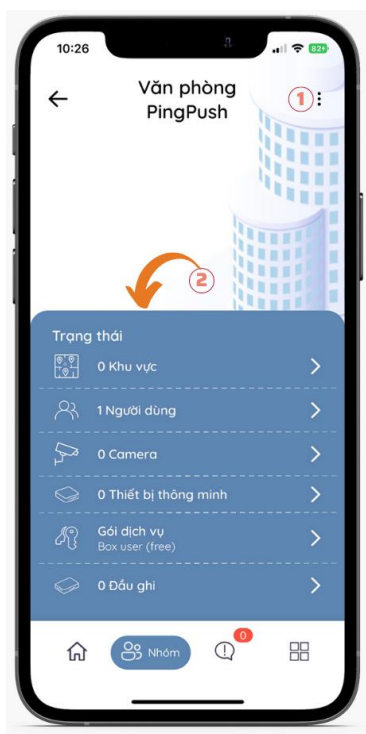 10:26
82+
Văn phòng
PingPush
1
2
Trạng thái
0 Khu vực
1 Người dùng
0 Camera
0 Thiết bị thông minh
Gói dịch vụ
Box user (free)
0 Đầu ghi
0
Nhóm